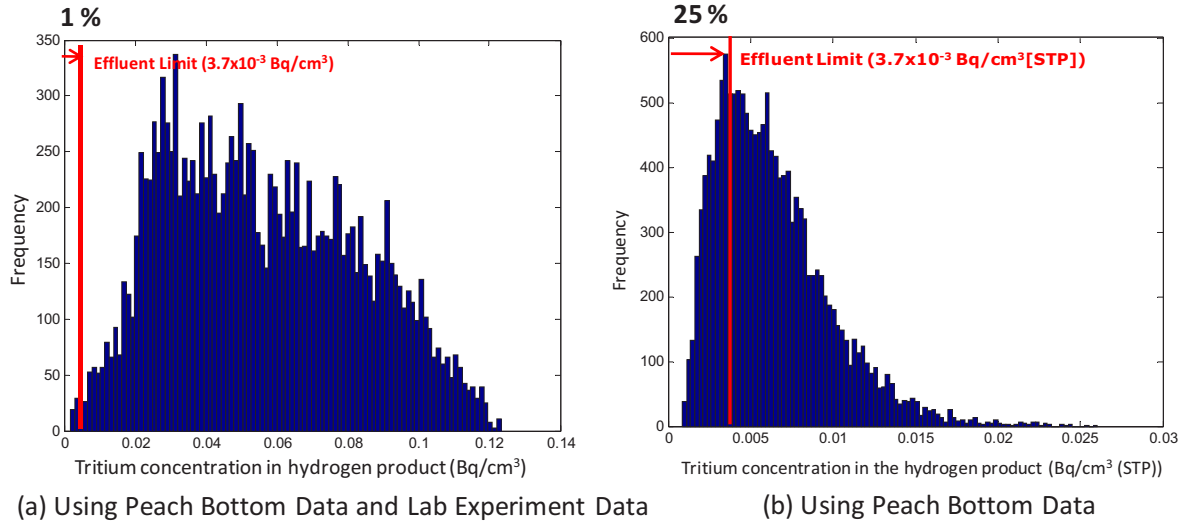 1 %
350
300
250
200
150
100
50
0
Frequency
Effluent Limit (3.7x10⁻³ Bq/cm³)
0 0.02 0.04 0.06 0.08 0.1 0.12 0.14
Tritium concentration in hydrogen product (Bq/cm³)
(a) Using Peach Bottom Data and Lab Experiment Data
25 %
600
500
400
300
200
100
0
Frequency
Effluent Limit (3.7x10⁻³ Bq/cm³[STP])
0 0.005 0.01 0.015 0.02 0.025 0.03
Tritium concentration in the hydrogen product (Bq/cm³ (STP))
(b) Using Peach Bottom Data